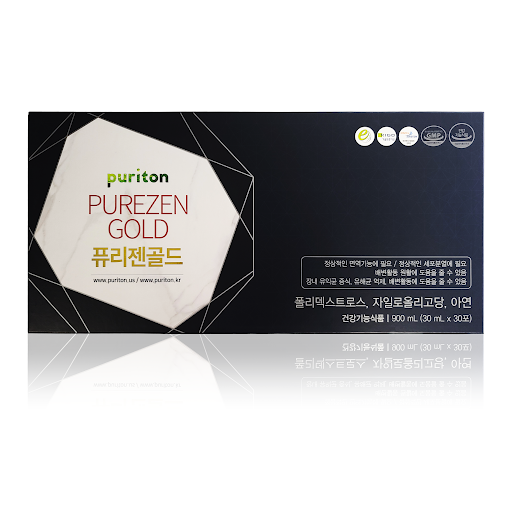 puriton
PUREZEN
GOLD
퓨리젠골드
www.puriton.us / www.puriton.kr
GMP
정상적인 면역기능에 필요 / 정상적인 세포분열에 필요
배변활동 원활에 도움을 줄 수 있음
장내 유익균 증식, 유해균 억제, 배변활동에 도움을 줄 수 있음
폴리덱스트로스, 자일로올리고당, 아연
건강기능식품 | 900 mL (30 mL x 30포)